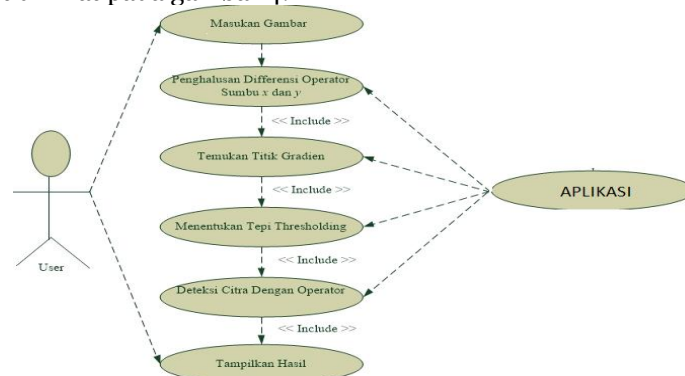 Masukan Gambar
Penghalusan Differensi Operator
Sumbu x dan y
<< Include >>
Temukan Titik Gradien
<< Include >>
Menentukan Tepi Thresholding
<< Include >>
Deteksi Citra Dengan Operator
<< Include >>
Tampilkan Hasil
User
APLIKASI